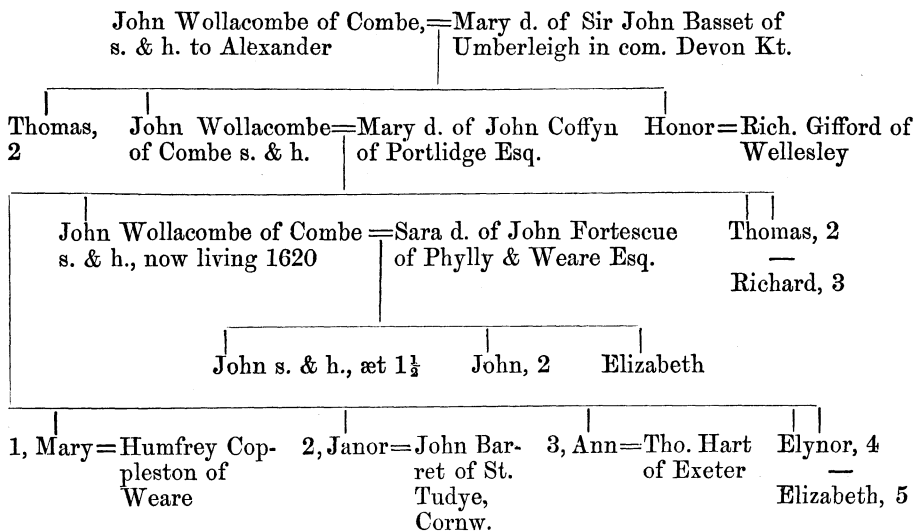 John Wollacombe of Combe,=Mary d. of Sir John Basset of
s. & h. to Alexander Umberleigh in com. Devon Kt.
Thomas, John Wollacombe=Mary d. of John Coffyn Honor=Rich. Gifford of
2 of Combe s. & h. of Portlidge Esq. Wellesley
John Wollacombe of Combe =Sara d. of John Fortescue Thomas, 2
s. & h., now living 1620 of Phylly & Weare Esq. —
Richard, 3
John s. & h., æt 1½ John, 2 Elizabeth
1, Mary=Humfrey Cop- 2, Janor=John Bar- 3, Ann=Tho. Hart Elynor, 4
pleston of ret of St. of Exeter —
Weare Tudye, Elizabeth, 5
Cornw.